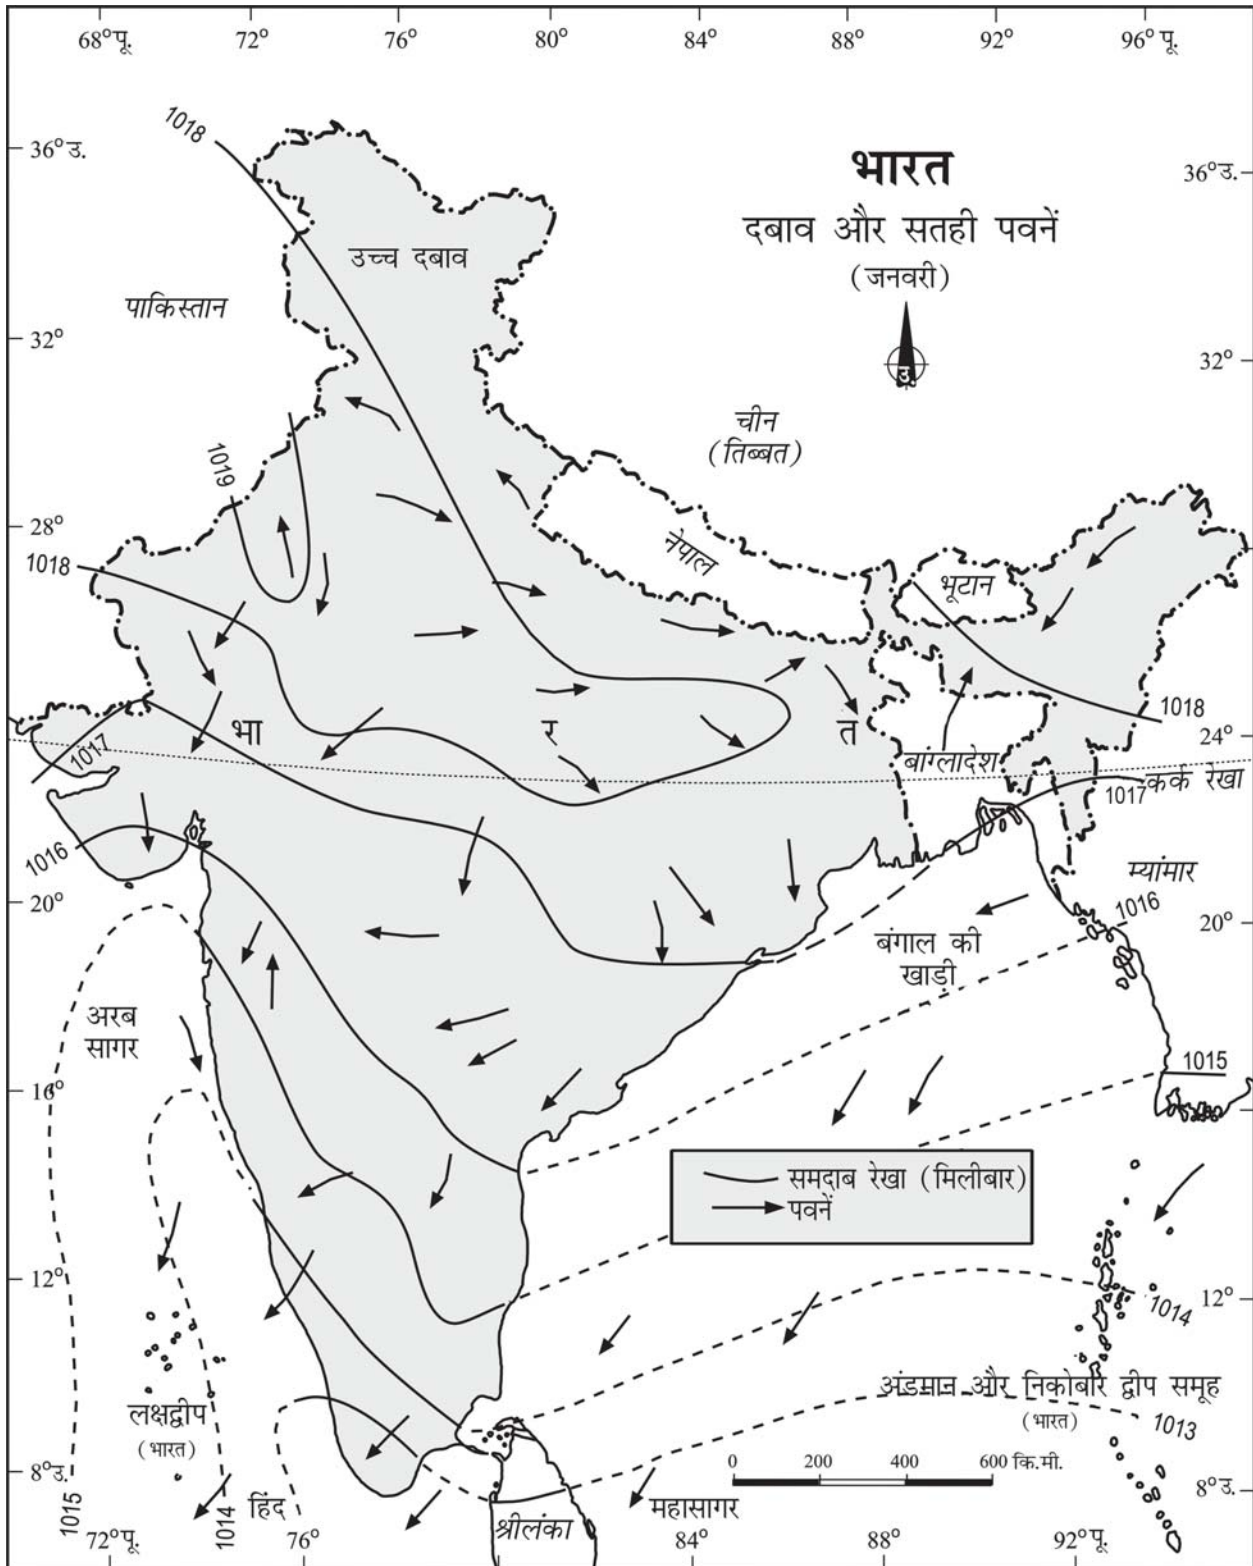 68° पू.
72°
76°
80°
84°
88°
92°
96° पू.
1018
36° उ.
भारत
36° उ.
दबाव और सतही पवनें
(जनवरी)
उच्च दबाव
पाकिस्तान
32°
32°
उ.
चीन
(तिब्बत)
1019
28°
नेपाल
1018
भूटान
भा
र
त
1018
1017
24°
बांग्लादेश
कर्क रेखा
1017
1016
म्यांमार
20°
1016
20°
बंगाल की
खाड़ी
अरब
सागर
1015
16°
समदाब रेखा (मिलीबार)
पवनें
12°
12°
1014
अंडमान और निकोबार द्वीप समूह
(भारत)
1013
लक्षद्वीप
(भारत)
0
200
400
600 कि.मी.
8° उ.
8° उ.
1015
1014
हिंद
महासागर
श्रीलंका
72° पू.
76°
84°
88°
92° पू.